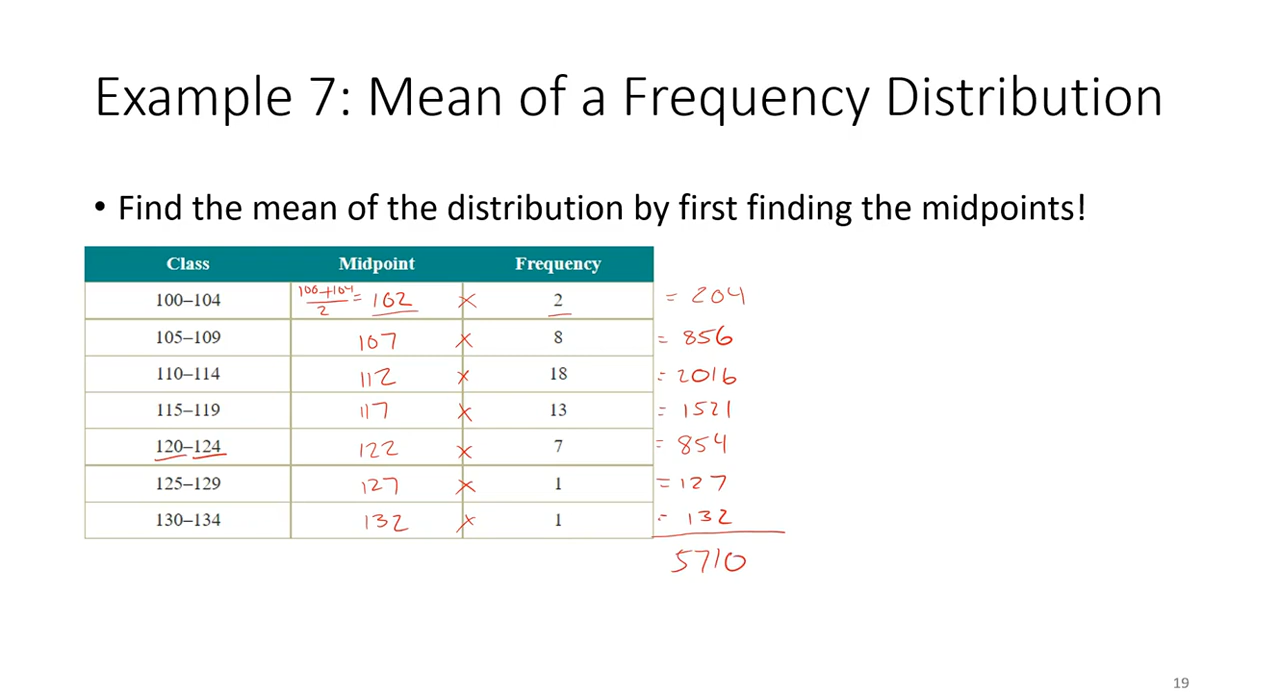 Example 7: Mean of a Frequency Distribution
• Find the mean of the distribution by first finding the midpoints!
Class Midpoint Frequency
100–104 100+104/2 = 102 × 2 = 204
105–109 107 × 8 = 856
110–114 112 × 18 = 2016
115–119 117 × 13 = 1521
120–124 122 × 7 = 854
125–129 127 × 1 = 127
130–134 132 × 1 = 132
5710
19